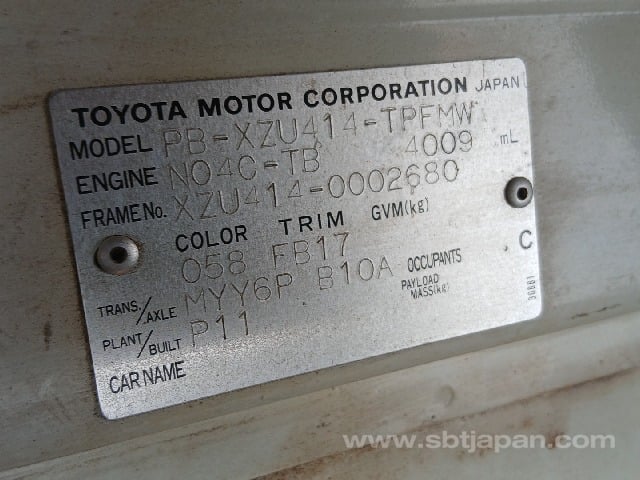 TOYOTA MOTOR CORPORATION JAPAN
MODEL PB-XZU414-TPFMW
ENGINE N04C-TB 4009 mL
FRAME No. XZU414-0002680
COLOR TRIM GVM(kg)
058 FB17 C
TRANS/AXLE MYY6P B10A OCCUPANTS
PAYLOAD MASS(kg)
PLANT/BUILT P11
CAR NAME
www.sbtjapan.com